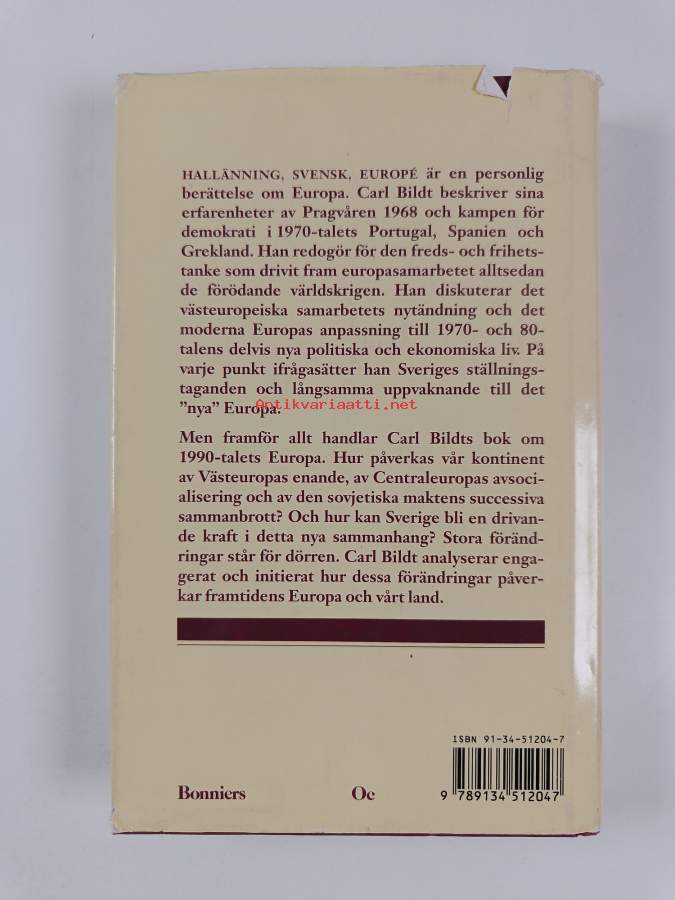 HALLÄNNING, SVENSK, EUROPÉ är en personlig
berättelse om Europa. Carl Bildt beskriver sina
erfarenheter av Pragvåren 1968 och kampen för
demokrati i 1970-talets Portugal, Spanien och
Grekland. Han redogör för den freds- och frihets-
tanke som drivit fram europasamarbetet alltsedan
de förödande världskrigen. Han diskuterar det
västeuropeiska samarbetets nytändning och det
moderna Europas anpassning till 1970- och 80-
talens delvis nya politiska och ekonomiska liv. På
varje punkt ifrågasätter han Sveriges ställnings-
taganden och långsamma uppvaknande till det
”nya” Europa.
Antikvariaatti.net
Men framför allt handlar Carl Bildts bok om
1990-talets Europa. Hur påverkas vår kontinent
av Västeuropas enande, av Centraleuropas avsoci-
alisering och av den sovjetiska maktens successiva
sammanbrott? Och hur kan Sverige bli en drivan-
de kraft i detta nya sammanhang? Stora föränd-
ringar står för dörren. Carl Bildt analyserar enga-
gerat och initierat hur dessa förändringar påver-
kar framtidens Europa och vårt land.
ISBN 91-34-51204-7
Bonniers Oe 9 789134 512047